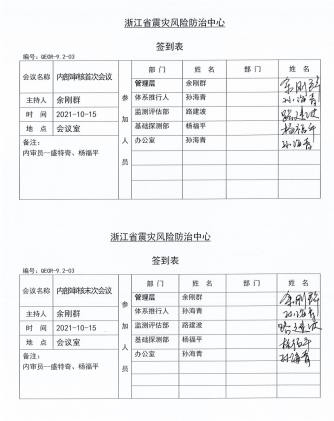 浙江省震灾风险防治中心
签到表
编号：QEOH-9.2-03
会议名称 内部审核首次会议 参加人员 部门 姓名 部门 姓名
管理层 余刚群 余刚群
主持人 余刚群 体系推行人 孙海青 孙海青
时间 2021-10-15 监测评估部 路建波 路建波
地点 会议室 基础探测部 杨福平 杨福平
备注： 办公室 孙海青 孙海青
内审员—盛特奇、杨福平
浙江省震灾风险防治中心
签到表
编号：QEOH-9.2-03
会议名称 内部审核末次会议 参加人员 部门 姓名 部门 姓名
管理层 余刚群 余刚群
主持人 余刚群 体系推行人 孙海青 孙海青
时间 2021-10-15 监测评估部 路建波 路建波
地点 会议室 基础探测部 杨福平 杨福平
备注： 办公室 孙海青 孙海青
内审员—盛特奇、杨福平